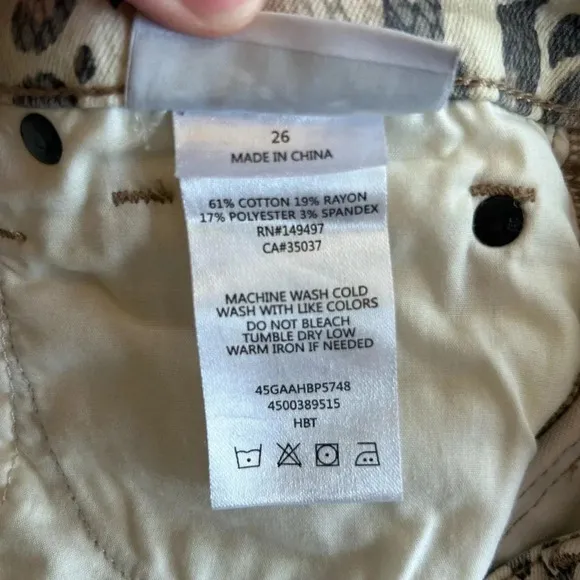 26
MADE IN CHINA
61% COTTON 19% RAYON
17% POLYESTER 3% SPANDEX
RN#149497
CA#35037
MACHINE WASH COLD
WASH WITH LIKE COLORS
DO NOT BLEACH
TUMBLE DRY LOW
WARM IRON IF NEEDED
45GAAHBP5748
4500389515
HBT